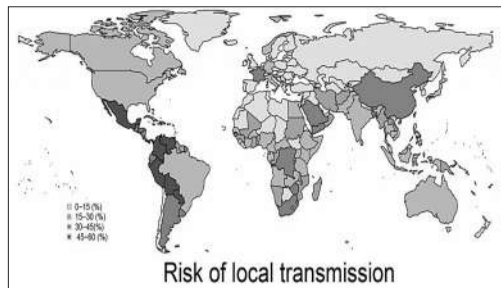 0–15 (%)
15–30 (%)
30–45(%)
45–60 (%)
Risk of local transmission